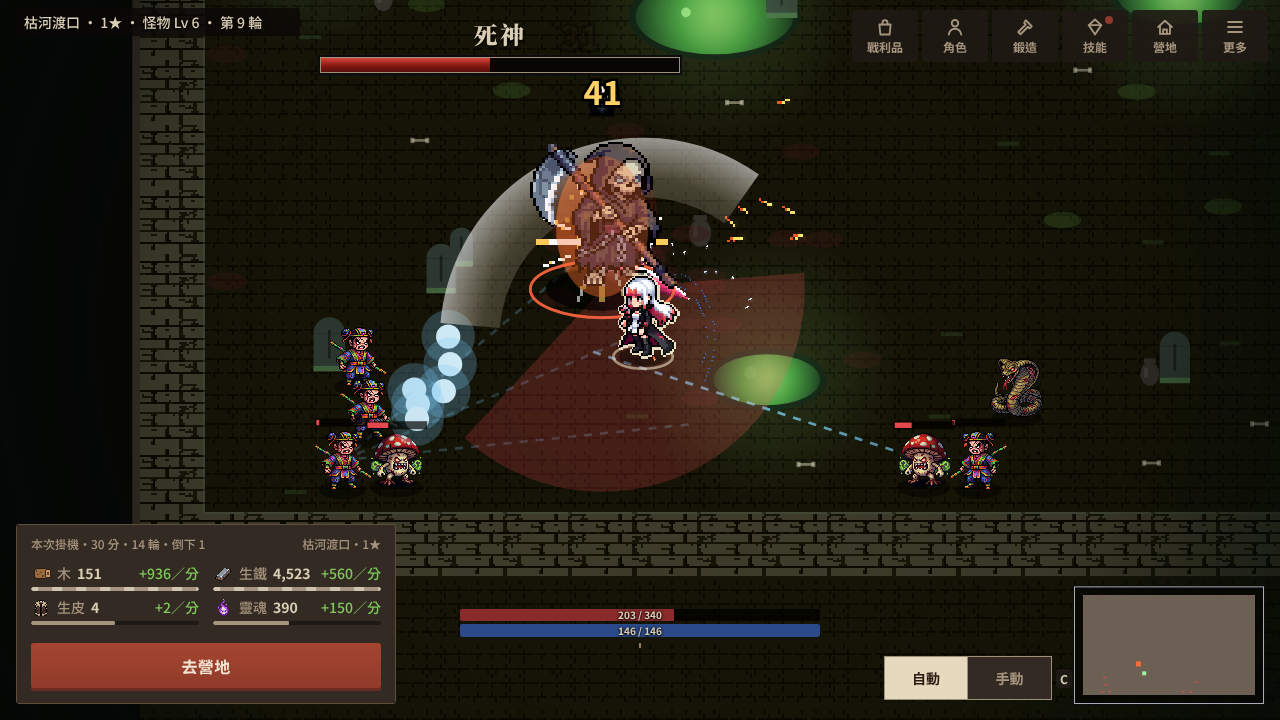 枯河渡口・1★・怪物 Lv 6・第 9 輪
死神
戰利品
角色
鍛造
技能
營地
更多
41
本次掛機・30 分・14 輪・倒下 1
枯河渡口・1★
木 151 +936／分
生鐵 4,523 +560／分
生皮 4 +2／分
靈魂 390 +150／分
去營地
203 / 340
146 / 146
自動
手動
C